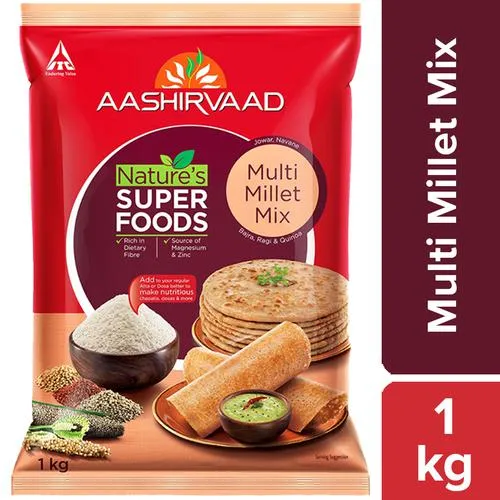 ITC
Enduring Value
AASHIRVAAD
Nature's
SUPER
FOODS
Rich in
Dietary
Fibre
Source of
Magnesium
& Zinc
Jowar, Navane
Multi
Millet
Mix
Bajra, Ragi & Quinoa
Add to your regular
Atta or Dosa batter to
make nutritious
chapatis, dosas & more
1 kg
Serving Suggestion
Multi Millet Mix
1
kg